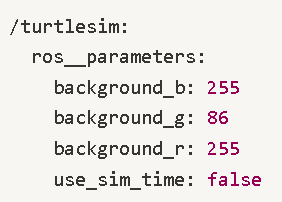 /turtlesim:
  ros__parameters:
    background_b: 255
    background_g: 86
    background_r: 255
    use_sim_time: false